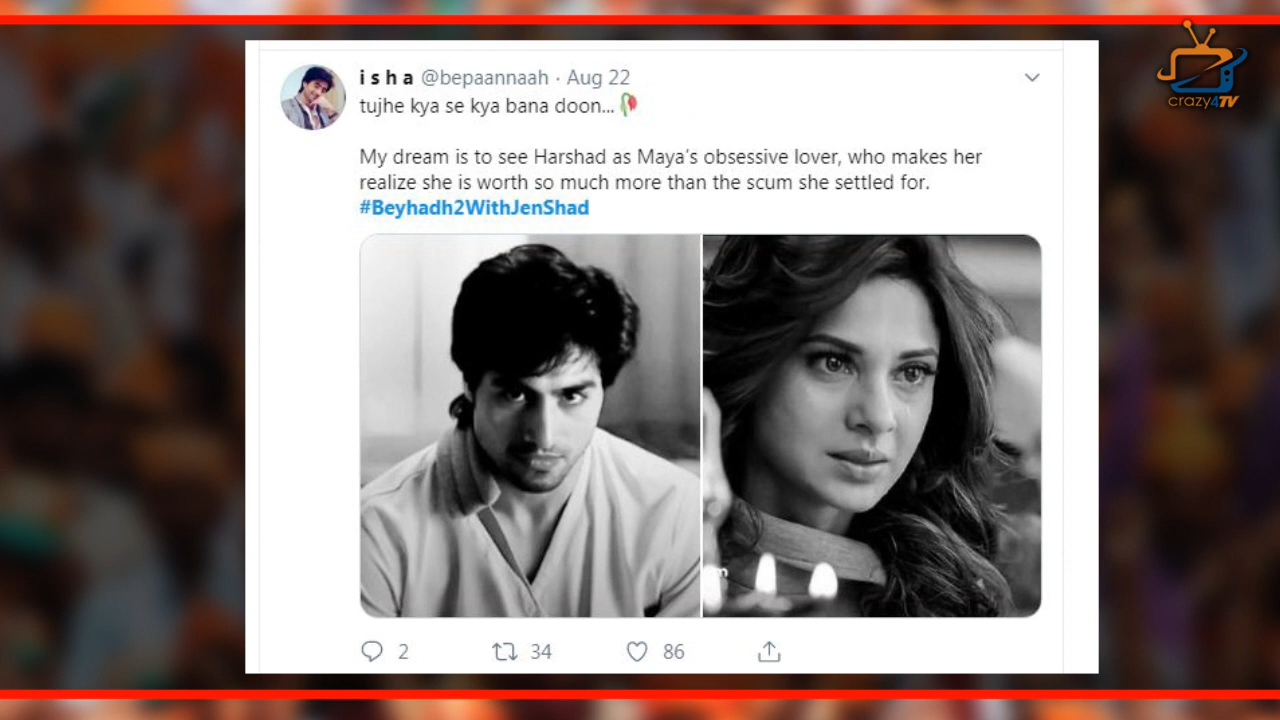 crazy4TV
i s h a @bepaannaah · Aug 22
tujhe kya se kya bana doon...
My dream is to see Harshad as Maya's obsessive lover, who makes her
realize she is worth so much more than the scum she settled for.
#Beyhadh2WithJenShad
2 34 86